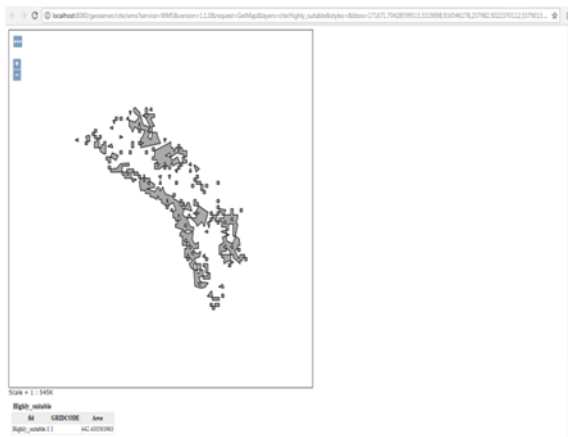 localhost:8080/geoserver/cite/wms?service=WMS&version=1.1.0&request=GetMap&layers=cite:Highly_suitable&styles=&bbox=
+
-
Scale = 1 : 545K
Highly_suitable
fid GRIDCODE Area
Highly_suitable.1 1